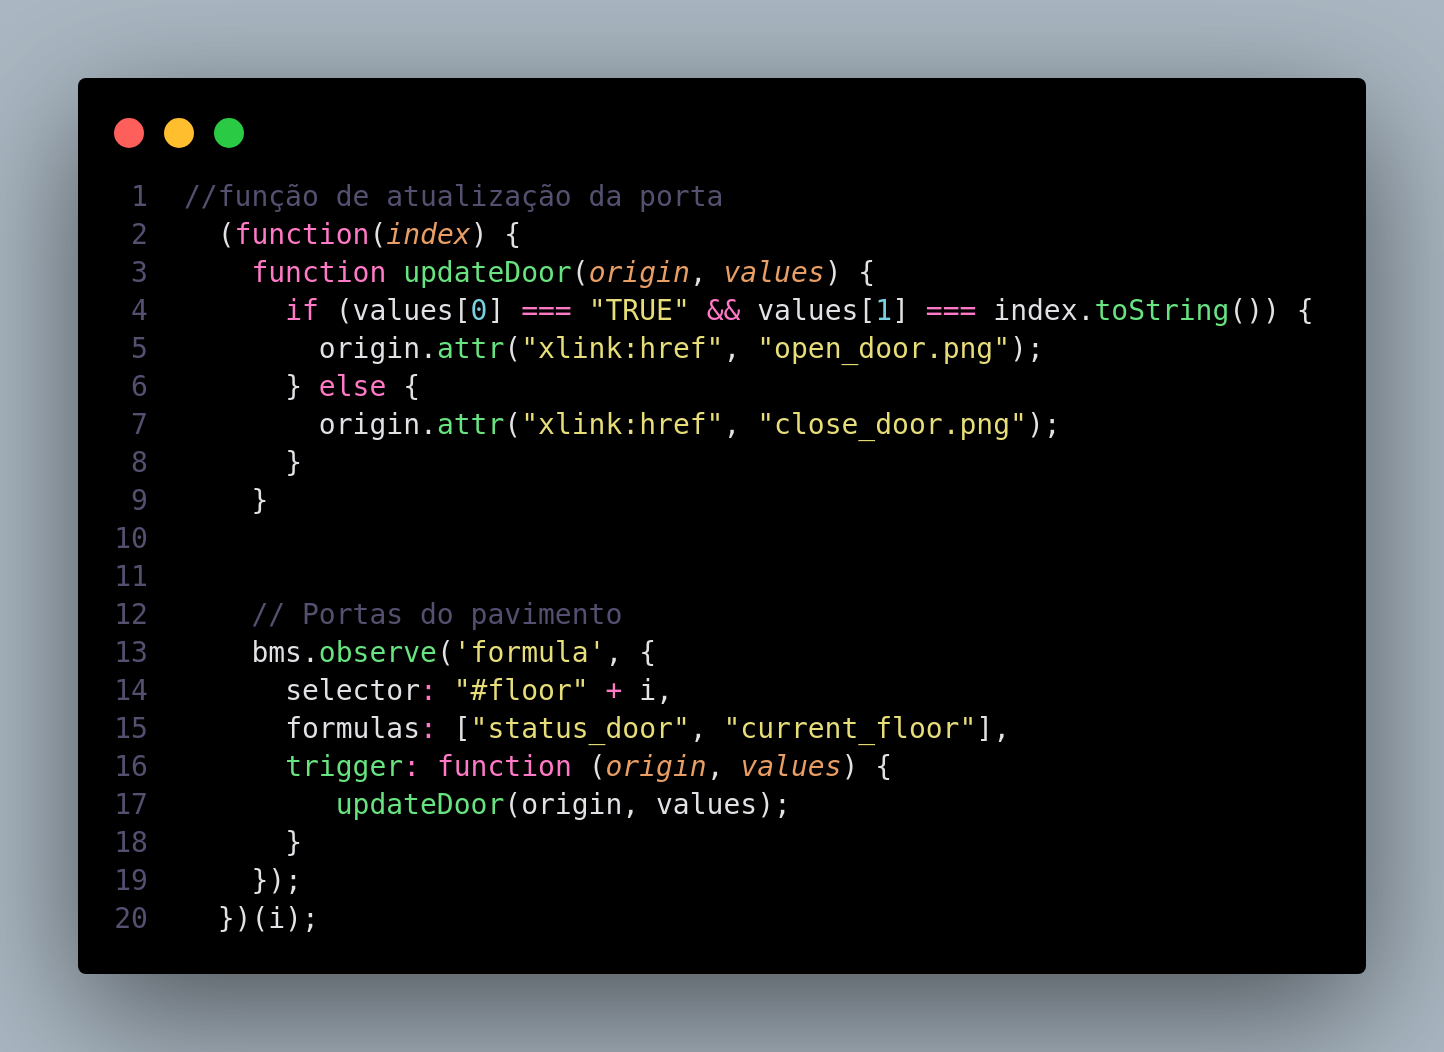 1 //função de atualização da porta
2   (function(index) {
3     function updateDoor(origin, values) {
4       if (values[0] === "TRUE" && values[1] === index.toString()) {
5         origin.attr("xlink:href", "open_door.png");
6       } else {
7         origin.attr("xlink:href", "close_door.png");
8       }
9     }
10
11
12     // Portas do pavimento
13     bms.observe('formula', {
14       selector: "#floor" + i,
15       formulas: ["status_door", "current_floor"],
16       trigger: function (origin, values) {
17          updateDoor(origin, values);
18       }
19     });
20   })(i);